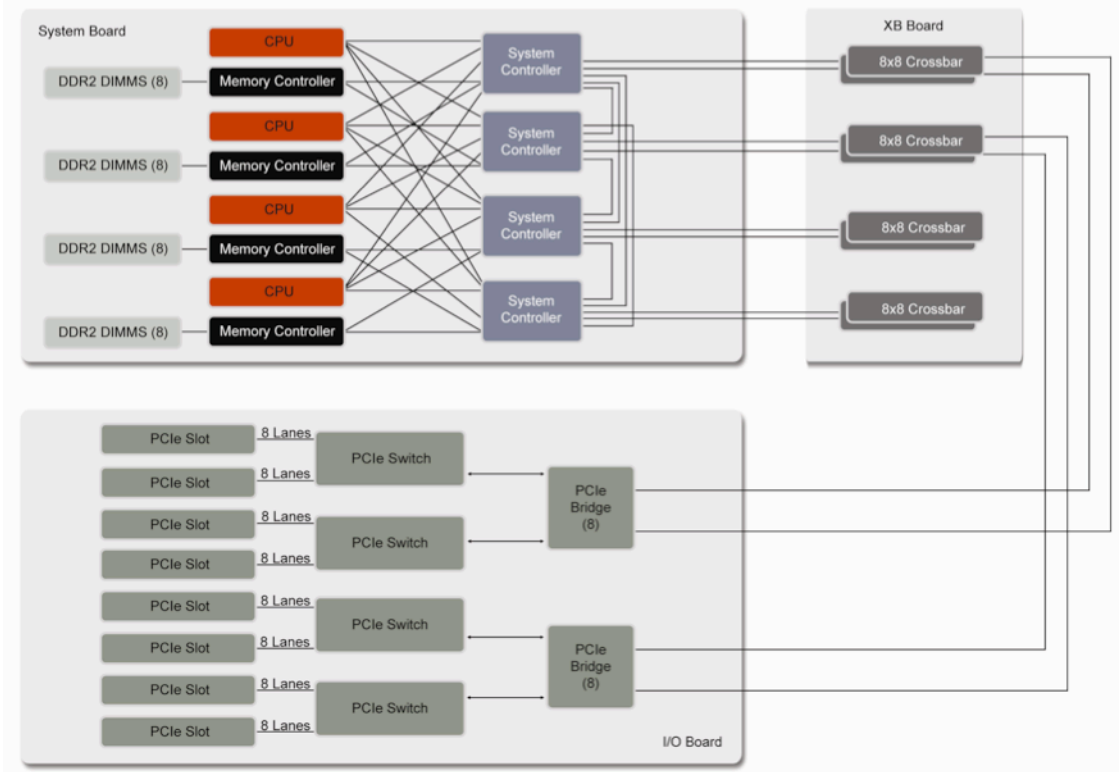 System Board
CPU
DDR2 DIMMS (8)
Memory Controller
CPU
DDR2 DIMMS (8)
Memory Controller
CPU
DDR2 DIMMS (8)
Memory Controller
CPU
DDR2 DIMMS (8)
Memory Controller
System
Controller
System
Controller
System
Controller
System
Controller
XB Board
8x8 Crossbar
8x8 Crossbar
8x8 Crossbar
8x8 Crossbar
PCIe Slot
8 Lanes
PCIe Slot
8 Lanes
PCIe Switch
PCIe Slot
8 Lanes
PCIe Slot
8 Lanes
PCIe Switch
PCIe Slot
8 Lanes
PCIe Slot
8 Lanes
PCIe Switch
PCIe Slot
8 Lanes
PCIe Slot
8 Lanes
PCIe Switch
PCIe
Bridge
(8)
PCIe
Bridge
(8)
I/O Board